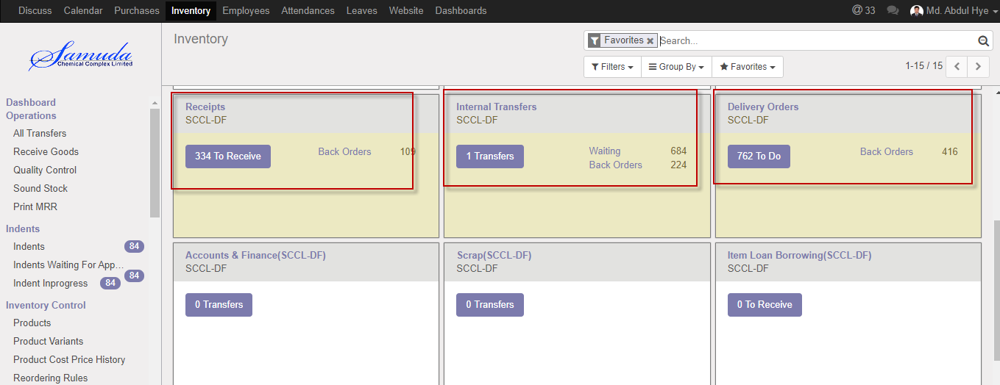 Discuss Calendar Purchases Inventory Employees Attendances Leaves Website Dashboards @ 33 Md. Abdul Hye
Samuda
Chemical Complex Limited
Inventory
Favorites Search...
Filters Group By Favorites
1-15 / 15
Dashboard
Operations
All Transfers
Receive Goods
Quality Control
Sound Stock
Print MRR
Indents
Indents 84
Indents Waiting For App... 84
Indent Inprogress 84
Inventory Control
Products
Product Variants
Product Cost Price History
Reordering Rules
Receipts
SCCL-DF
334 To Receive Back Orders 109
Internal Transfers
SCCL-DF
1 Transfers Waiting 684
Back Orders 224
Delivery Orders
SCCL-DF
762 To Do Back Orders 416
Accounts & Finance(SCCL-DF)
SCCL-DF
0 Transfers
Scrap(SCCL-DF)
SCCL-DF
0 Transfers
Item Loan Borrowing(SCCL-DF)
SCCL-DF
0 To Receive